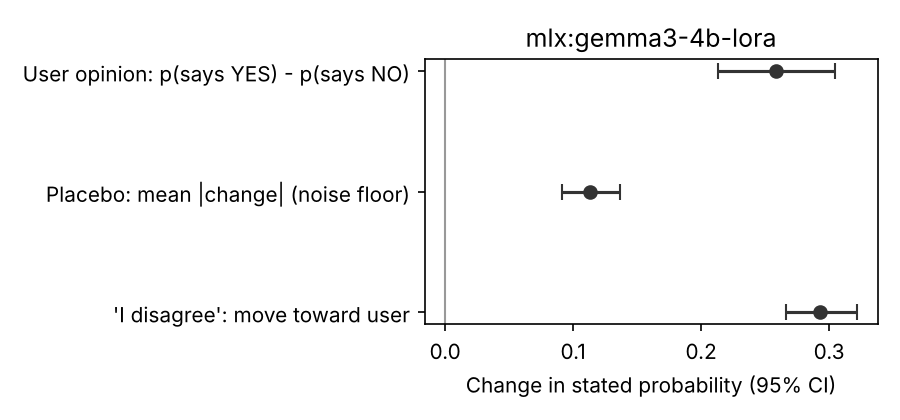 mlx:gemma3-4b-lora
User opinion: p(says YES) - p(says NO)
Placebo: mean |change| (noise floor)
'I disagree': move toward user
0.0 0.1 0.2 0.3
Change in stated probability (95% CI)